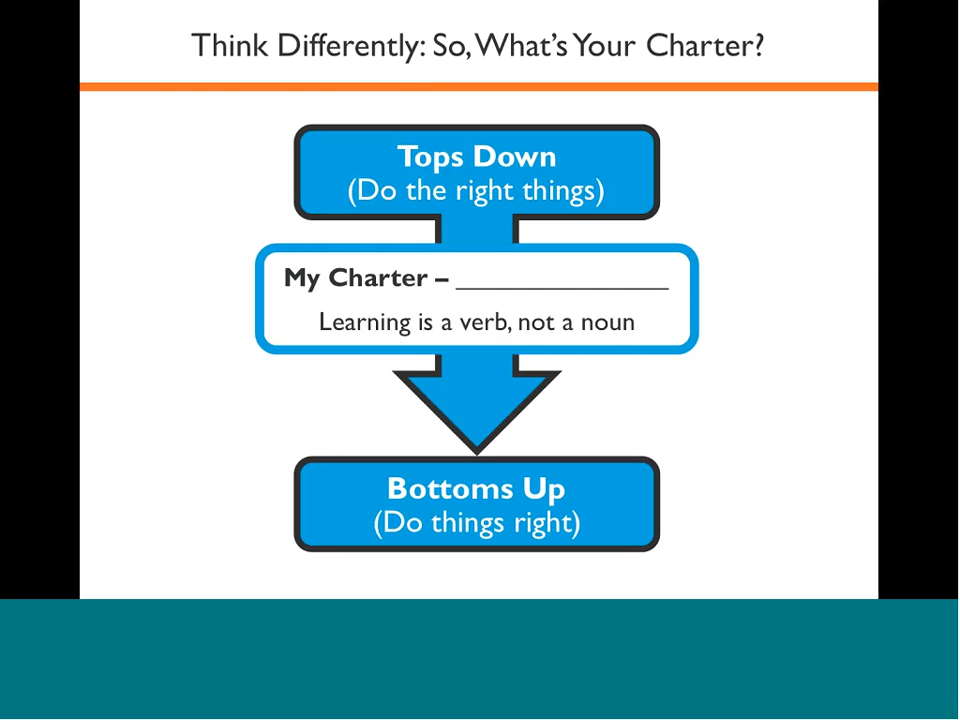 Think Differently: So, What's Your Charter?
Tops Down
(Do the right things)
My Charter – _______________
Learning is a verb, not a noun
Bottoms Up
(Do things right)